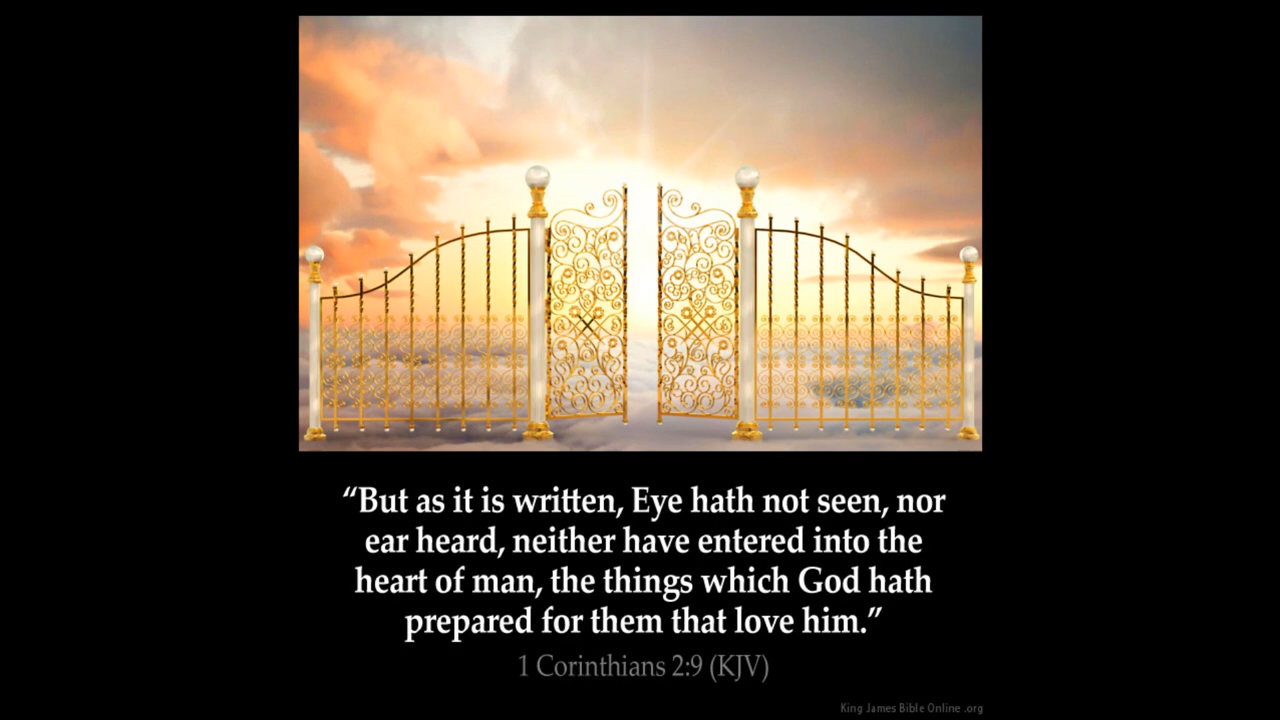 “But as it is written, Eye hath not seen, nor
ear heard, neither have entered into the
heart of man, the things which God hath
prepared for them that love him.”
1 Corinthians 2:9 (KJV)
King James Bible Online .org